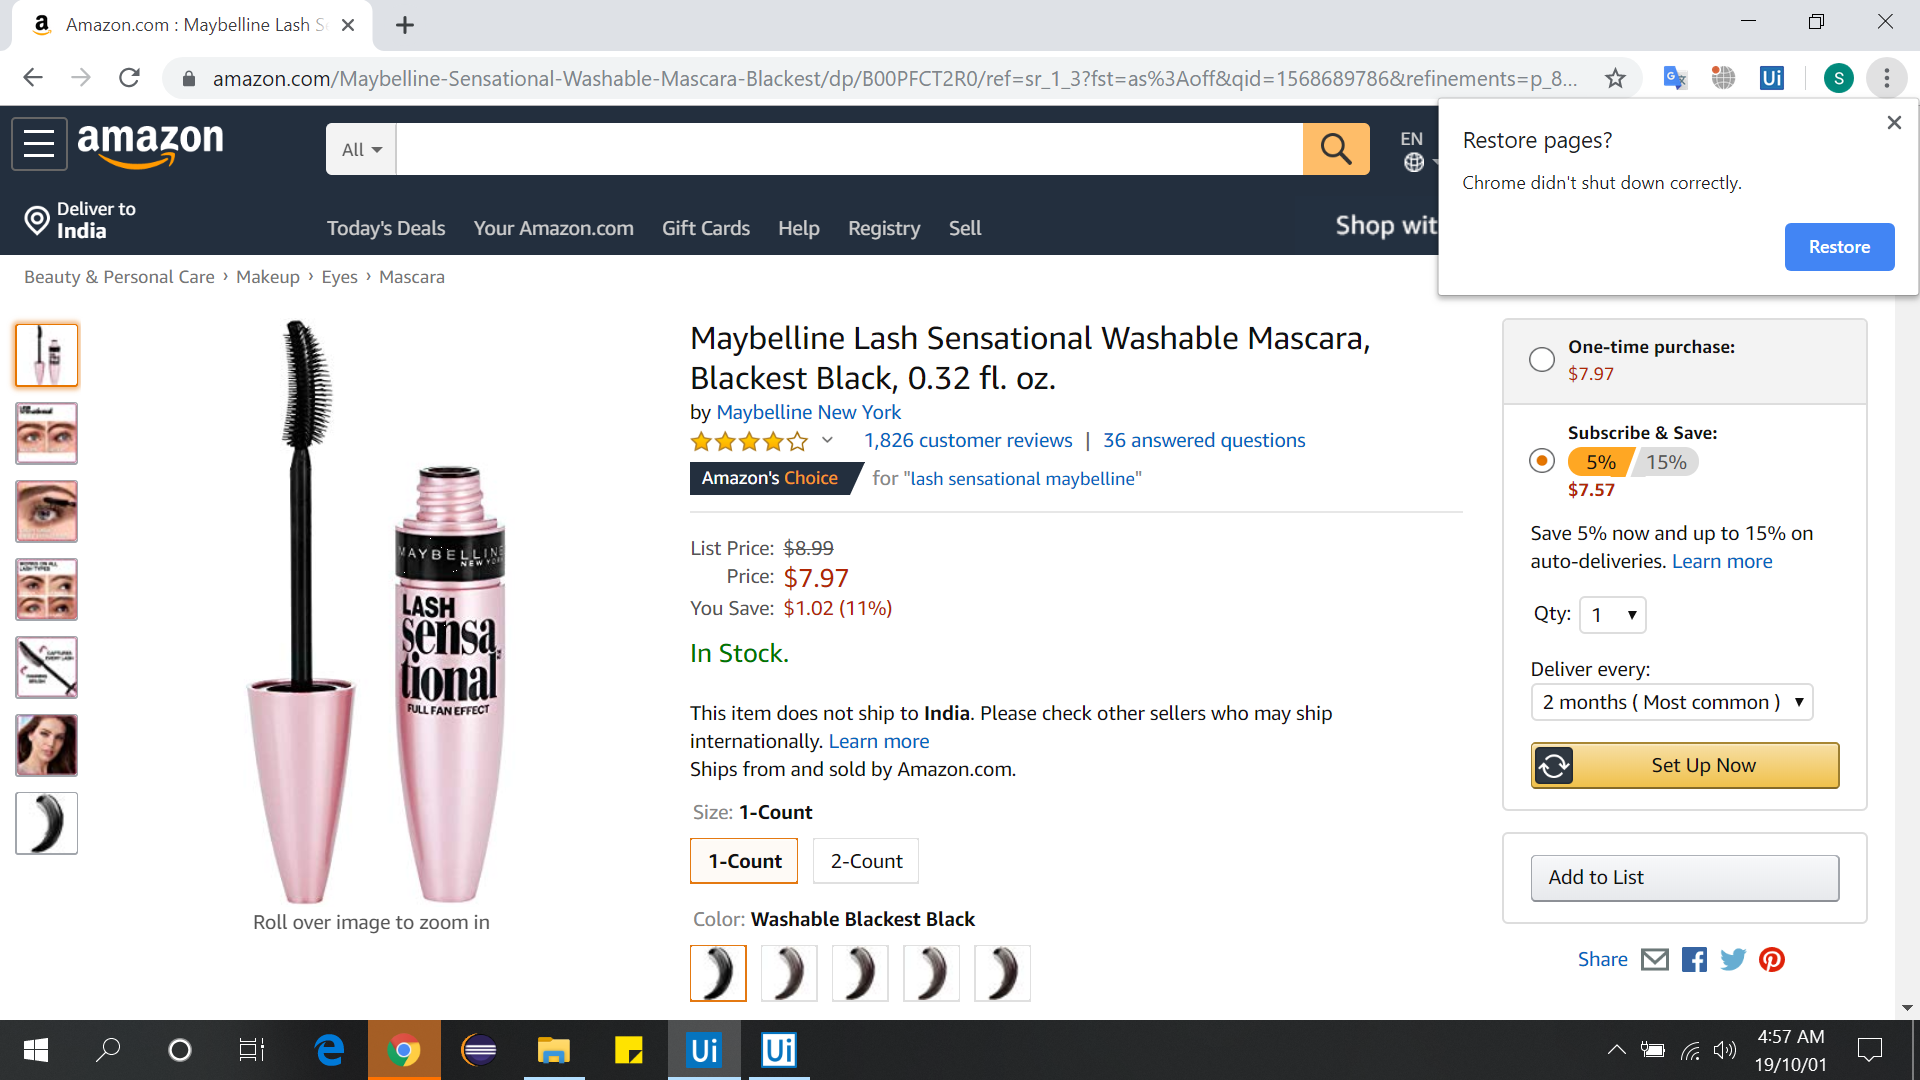 Amazon.com : Maybelline Lash S
amazon.com/Maybelline-Sensational-Washable-Mascara-Blackest/dp/B00PFCT2R0/ref=sr_1_3?fst=as%3Aoff&qid=1568689786&refinements=p_8...
Ui
S
amazon
All
EN
Restore pages?
Chrome didn't shut down correctly.
Restore
Deliver to
India
Today's Deals
Your Amazon.com
Gift Cards
Help
Registry
Sell
Shop wit
Beauty & Personal Care › Makeup › Eyes › Mascara
Maybelline Lash Sensational Washable Mascara,
Blackest Black, 0.32 fl. oz.
by Maybelline New York
1,826 customer reviews | 36 answered questions
Amazon's Choice for "lash sensational maybelline"
List Price: $8.99
Price: $7.97
You Save: $1.02 (11%)
In Stock.
This item does not ship to India. Please check other sellers who may ship
internationally. Learn more
Ships from and sold by Amazon.com.
Size: 1-Count
1-Count
2-Count
Color: Washable Blackest Black
MAYBELLINE
NEW YORK
LASH
sensa
tional
FULL FAN EFFECT
Roll over image to zoom in
One-time purchase:
$7.97
Subscribe & Save:
5% 15%
$7.57
Save 5% now and up to 15% on
auto-deliveries. Learn more
Qty: 1
Deliver every:
2 months ( Most common )
Set Up Now
Add to List
Share
Ui
Ui
4:57 AM
19/10/01